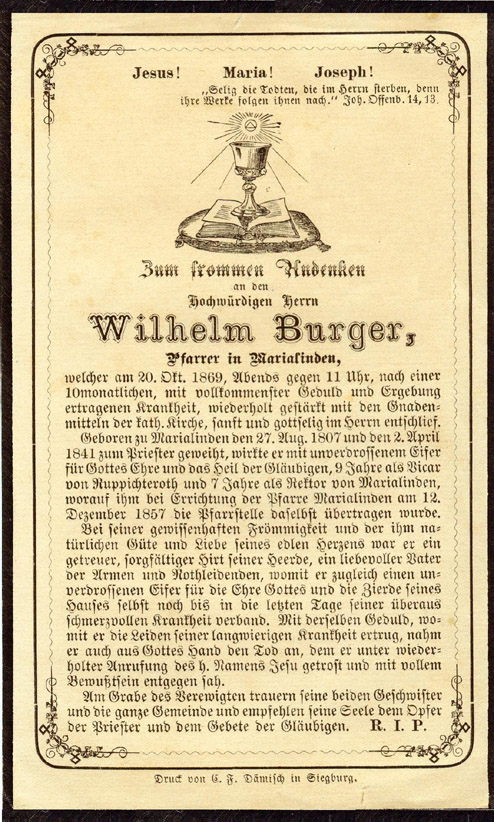 Jesus! Maria! Joseph!
„Selig die Todten, die im Herrn sterben, denn
ihre Werke folgen ihnen nach.“ Joh. Offenb. 14, 13.
Zum frommen Andenken
an den
Hochwürdigen Herrn
Wilhelm Burger,
Pfarrer in Marialinden,
welcher am 20. Okt. 1869, Abends gegen 11 Uhr, nach einer
10monatlichen, mit vollkommenster Geduld und Ergebung
ertragenen Krankheit, wiederholt gestärkt mit den Gnaden-
mitteln der kath. Kirche, sanft und gottselig im Herrn entschlief.
Geboren zu Marialinden den 27. Aug. 1807 und den 2. April
1841 zum Priester geweiht, wirkte er mit unverdrossenem Eifer
für Gottes Ehre und das Heil der Gläubigen, 9 Jahre als Vicar
von Ruppichteroth und 7 Jahre als Rektor von Marialinden,
worauf ihm bei Errichtung der Pfarre Marialinden am 12.
Dezember 1857 die Pfarrstelle daselbst übertragen wurde.
Bei seiner gewissenhaften Frömmigkeit und der ihm na-
türlichen Güte und Liebe seines edlen Herzens war er ein
getreuer, sorgfältiger Hirt seiner Heerde, ein liebevoller Vater
der Armen und Nothleidenden, womit er zugleich einen un-
verdrossenen Eifer für die Ehre Gottes und die Zierde seines
Hauses selbst noch bis in die letzten Tage seiner überaus
schmerzvollen Krankheit verband. Mit derselben Geduld, wo-
mit er die Leiden seiner langwierigen Krankheit ertrug, nahm
er auch aus Gottes Hand den Tod an, dem er unter wieder-
holter Anrufung des h. Namens Jesu getrost und mit vollem
Bewußtsein entgegen sah.
Am Grabe des Verewigten trauern seine beiden Geschwister
und die ganze Gemeinde und empfehlen seine Seele dem Opfer
der Priester und dem Gebete der Gläubigen. R. I. P.
Druck von C. F. Dämisch in Siegburg.